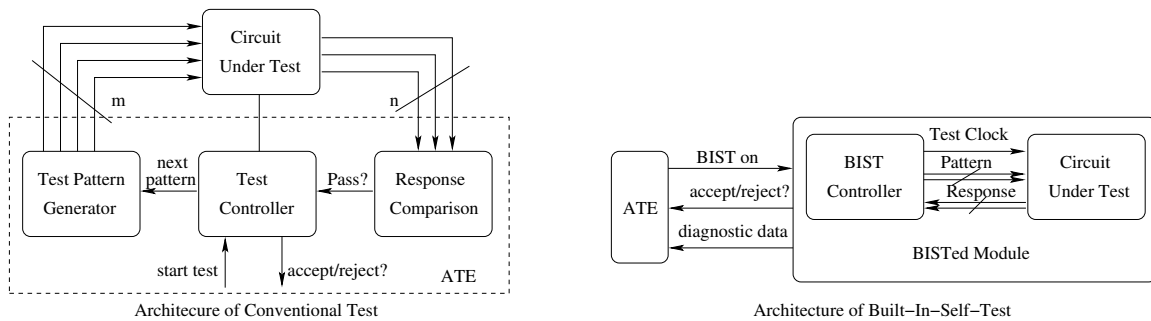 Circuit
Under Test
m
n
Test Pattern
Generator
next
pattern
Test
Controller
Pass?
Response
Comparison
start test
accept/reject?
ATE
Architecure of Conventional Test
ATE
BIST on
accept/reject?
diagnostic data
BIST
Controller
Test Clock
Pattern
Response
Circuit
Under Test
BISTed Module
Architecture of Built−In−Self−Test